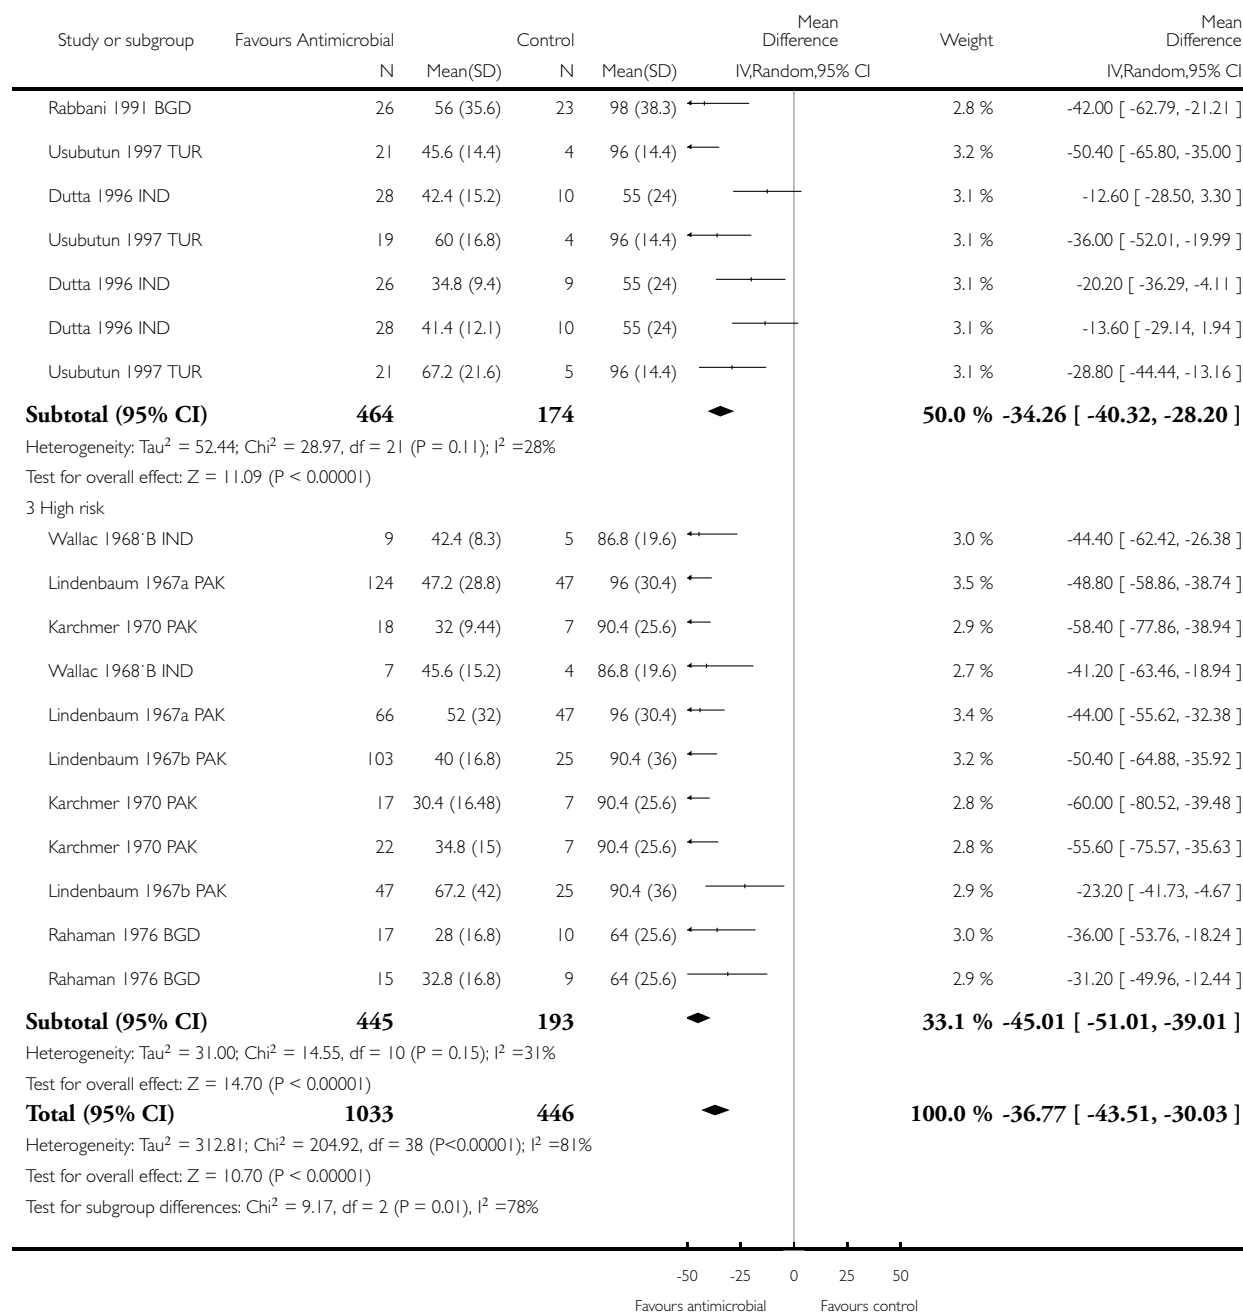 Study or subgroup Favours Antimicrobial Control Mean Difference Weight Mean Difference
N Mean(SD) N Mean(SD) IV,Random,95% CI IV,Random,95% CI
Rabbani 1991 BGD 26 56 (35.6) 23 98 (38.3) 2.8 % -42.00 [ -62.79, -21.21 ]
Usubutun 1997 TUR 21 45.6 (14.4) 4 96 (14.4) 3.2 % -50.40 [ -65.80, -35.00 ]
Dutta 1996 IND 28 42.4 (15.2) 10 55 (24) 3.1 % -12.60 [ -28.50, 3.30 ]
Usubutun 1997 TUR 19 60 (16.8) 4 96 (14.4) 3.1 % -36.00 [ -52.01, -19.99 ]
Dutta 1996 IND 26 34.8 (9.4) 9 55 (24) 3.1 % -20.20 [ -36.29, -4.11 ]
Dutta 1996 IND 28 41.4 (12.1) 10 55 (24) 3.1 % -13.60 [ -29.14, 1.94 ]
Usubutun 1997 TUR 21 67.2 (21.6) 5 96 (14.4) 3.1 % -28.80 [ -44.44, -13.16 ]
Subtotal (95% CI) 464 174 50.0 % -34.26 [ -40.32, -28.20 ]
Heterogeneity: Tau² = 52.44; Chi² = 28.97, df = 21 (P = 0.11); I² =28%
Test for overall effect: Z = 11.09 (P < 0.00001)
3 High risk
Wallac 1968˙B IND 9 42.4 (8.3) 5 86.8 (19.6) 3.0 % -44.40 [ -62.42, -26.38 ]
Lindenbaum 1967a PAK 124 47.2 (28.8) 47 96 (30.4) 3.5 % -48.80 [ -58.86, -38.74 ]
Karchmer 1970 PAK 18 32 (9.44) 7 90.4 (25.6) 2.9 % -58.40 [ -77.86, -38.94 ]
Wallac 1968˙B IND 7 45.6 (15.2) 4 86.8 (19.6) 2.7 % -41.20 [ -63.46, -18.94 ]
Lindenbaum 1967a PAK 66 52 (32) 47 96 (30.4) 3.4 % -44.00 [ -55.62, -32.38 ]
Lindenbaum 1967b PAK 103 40 (16.8) 25 90.4 (36) 3.2 % -50.40 [ -64.88, -35.92 ]
Karchmer 1970 PAK 17 30.4 (16.48) 7 90.4 (25.6) 2.8 % -60.00 [ -80.52, -39.48 ]
Karchmer 1970 PAK 22 34.8 (15) 7 90.4 (25.6) 2.8 % -55.60 [ -75.57, -35.63 ]
Lindenbaum 1967b PAK 47 67.2 (42) 25 90.4 (36) 2.9 % -23.20 [ -41.73, -4.67 ]
Rahaman 1976 BGD 17 28 (16.8) 10 64 (25.6) 3.0 % -36.00 [ -53.76, -18.24 ]
Rahaman 1976 BGD 15 32.8 (16.8) 9 64 (25.6) 2.9 % -31.20 [ -49.96, -12.44 ]
Subtotal (95% CI) 445 193 33.1 % -45.01 [ -51.01, -39.01 ]
Heterogeneity: Tau² = 31.00; Chi² = 14.55, df = 10 (P = 0.15); I² =31%
Test for overall effect: Z = 14.70 (P < 0.00001)
Total (95% CI) 1033 446 100.0 % -36.77 [ -43.51, -30.03 ]
Heterogeneity: Tau² = 312.81; Chi² = 204.92, df = 38 (P<0.00001); I² =81%
Test for overall effect: Z = 10.70 (P < 0.00001)
Test for subgroup differences: Chi² = 9.17, df = 2 (P = 0.01), I² =78%
-50 -25 0 25 50
Favours antimicrobial Favours control